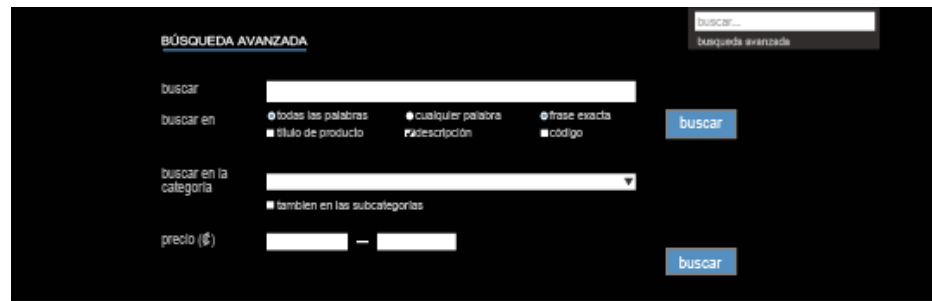 buscar...
busqueda avanzada
BÚSQUEDA AVANZADA
buscar
buscar en
todas las palabras cualquier palabra frase exacta
titulo de producto descripción código
buscar
buscar en la
categoria
tambien en las subcategorias
precio (₡) —
buscar